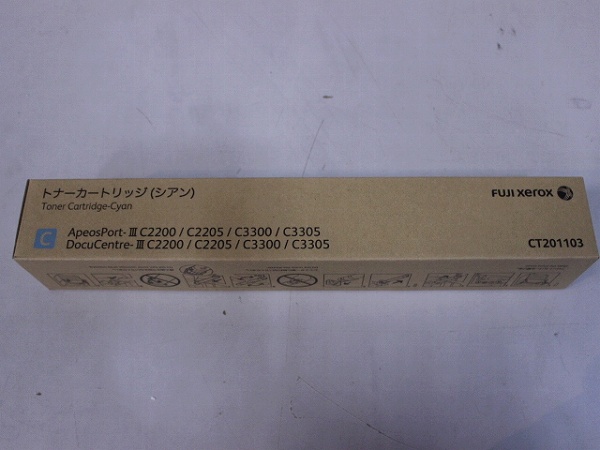 トナーカートリッジ(シアン)
Toner Cartridge-Cyan
FUJI xerox
C
ApeosPort-Ⅲ C2200 / C2205 / C3300 / C3305
DocuCentre-Ⅲ C2200 / C2205 / C3300 / C3305
CT201103